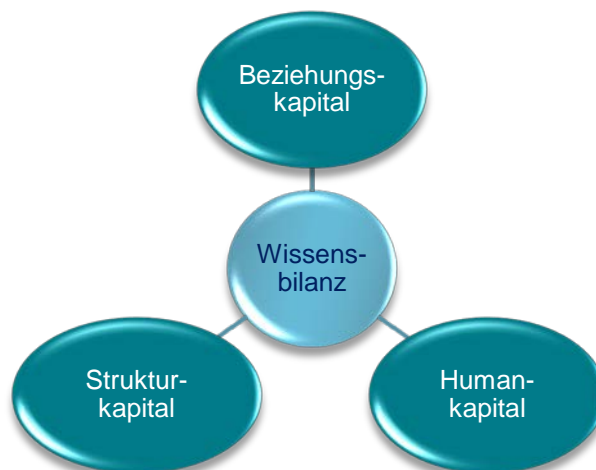 Beziehungs-
kapital
Wissens-
bilanz
Struktur-
kapital
Human-
kapital